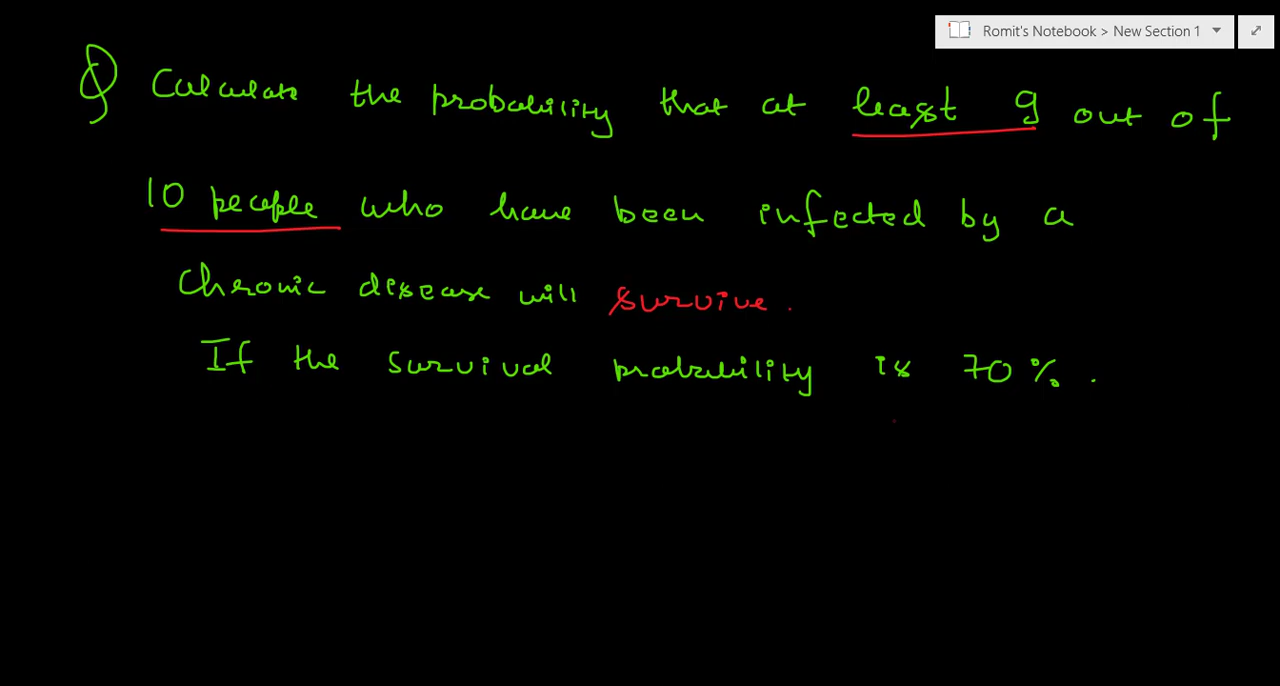 Romit's Notebook > New Section 1
Q Calculate the probability that at least 9 out of
10 people who have been infected by a
chronic disease will survive.
If the survival probability is 70%.